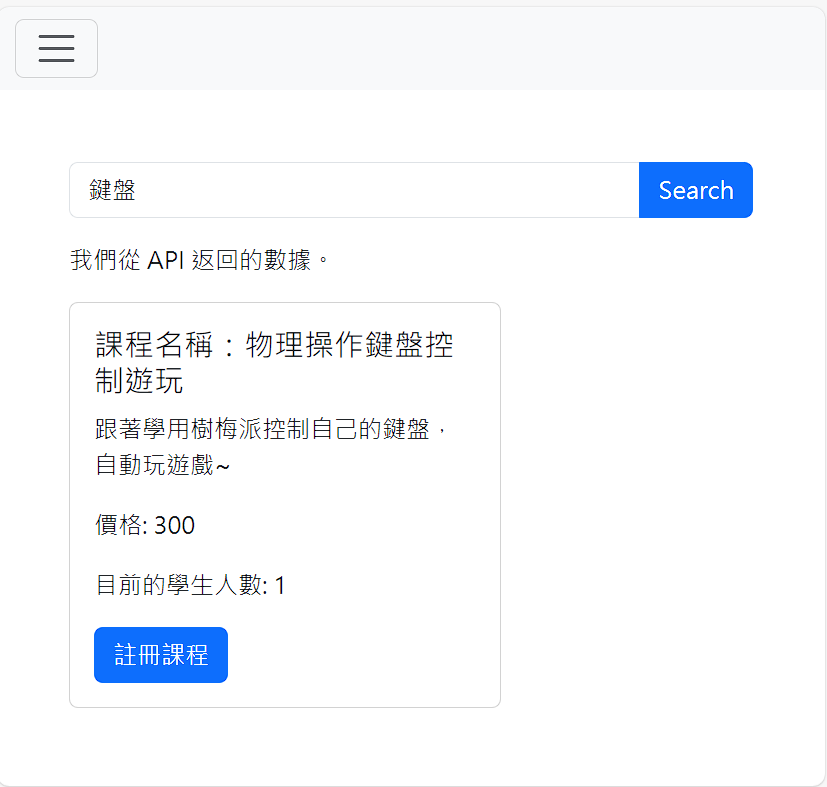 鍵盤
Search
我們從 API 返回的數據。
課程名稱：物理操作鍵盤控
制遊玩
跟著學用樹梅派控制自己的鍵盤，
自動玩遊戲~
價格: 300
目前的學生人數: 1
註冊課程